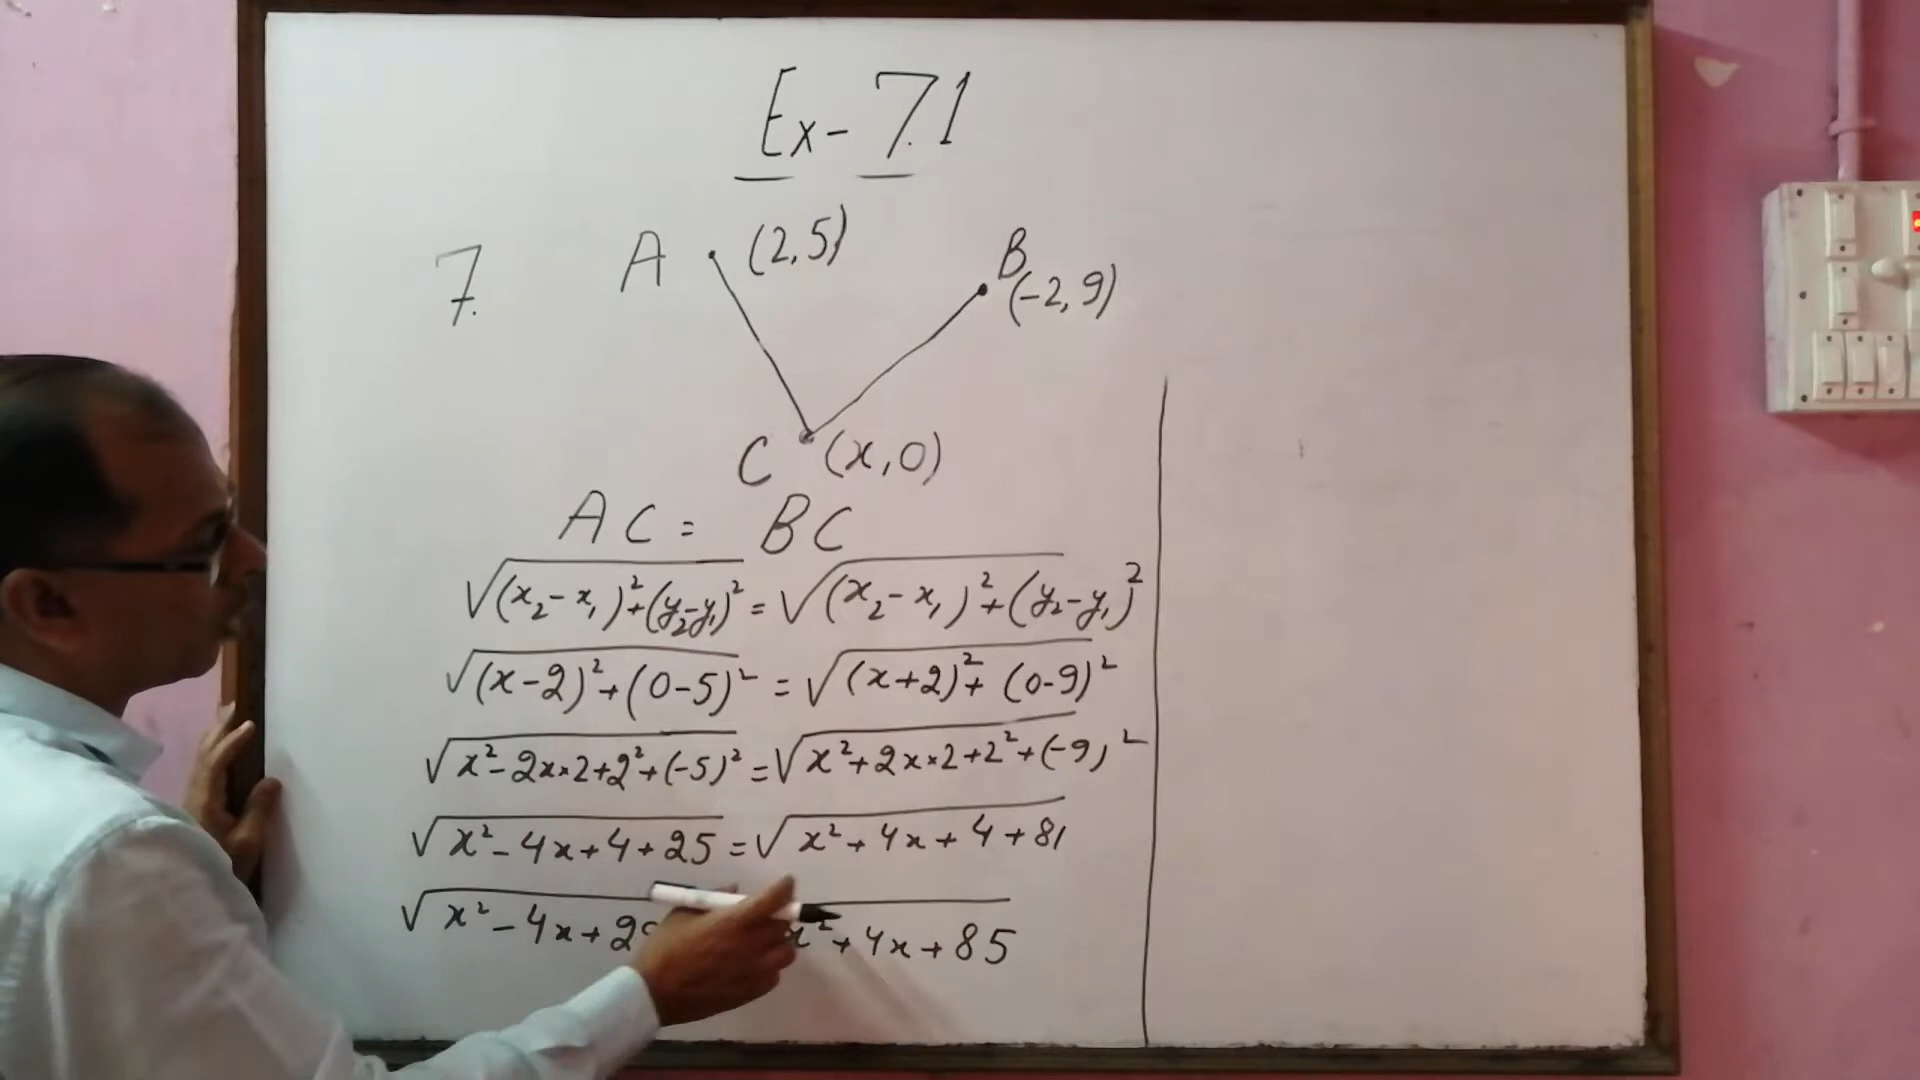 Ex-7.1
7.
A (2,5)
B
(-2,9)
C (x,0)
AC = BC
√(x₂-x₁)²+(y₂-y₁)² = √(x₂-x₁)²+(y₂-y₁)²
√(x-2)²+(0-5)² = √(x+2)²+(0-9)²
√x²-2x×2+2²+(-5)² = √x²+2x×2+2²+(-9)²
√x²-4x+4+25 = √x²+4x+4+81
√x²-4x+2 x²+4x+85